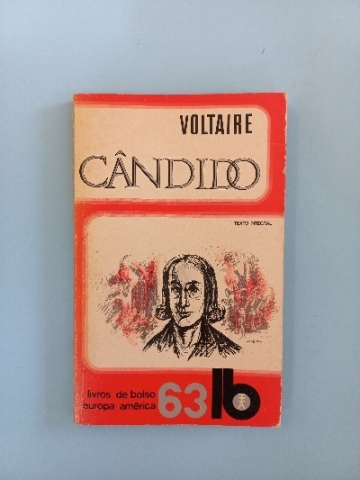 VOLTAIRE
CÂNDIDO
TEXTO INTEGRAL
livros de bolso
europa américa
63
lb